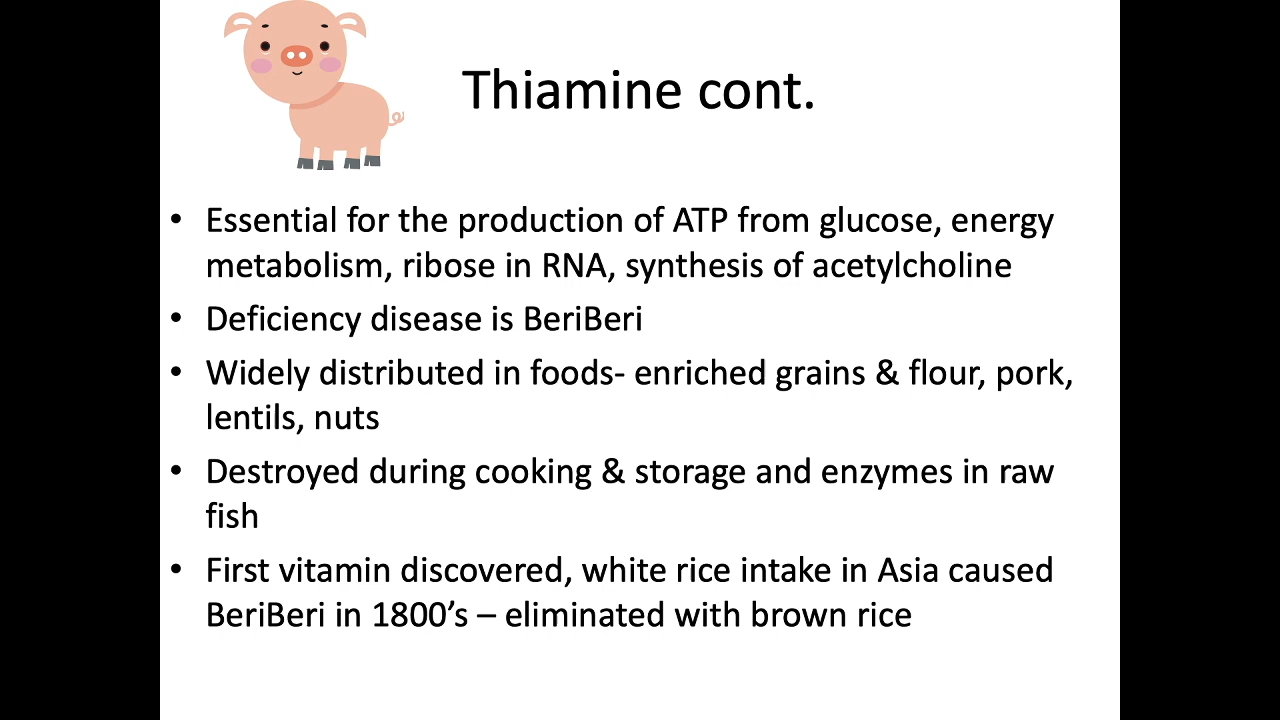 Thiamine cont.
• Essential for the production of ATP from glucose, energy
metabolism, ribose in RNA, synthesis of acetylcholine
• Deficiency disease is BeriBeri
• Widely distributed in foods- enriched grains & flour, pork,
lentils, nuts
• Destroyed during cooking & storage and enzymes in raw
fish
• First vitamin discovered, white rice intake in Asia caused
BeriBeri in 1800’s – eliminated with brown rice